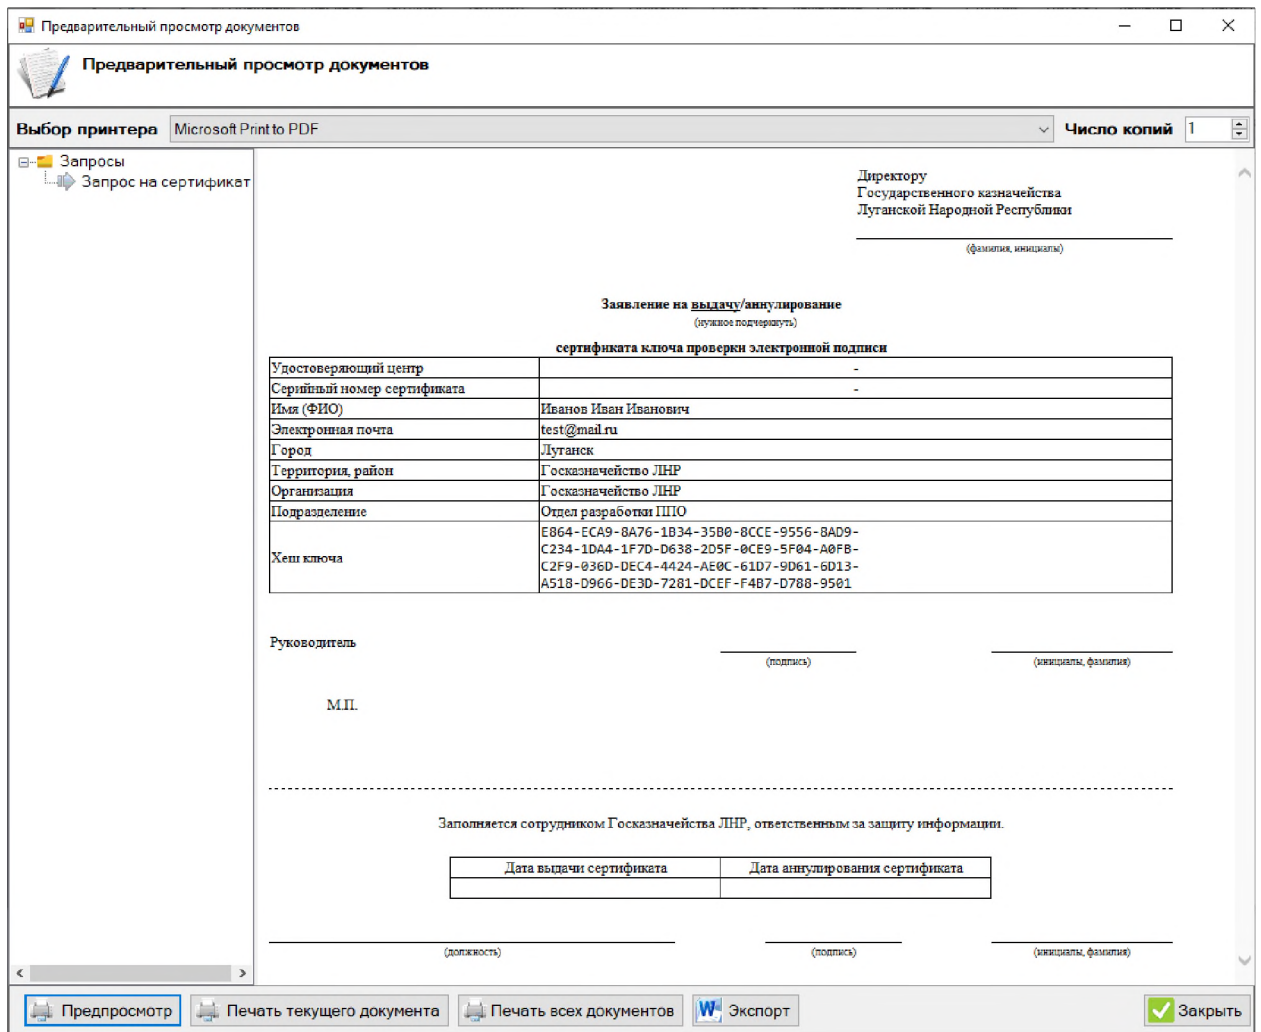 Предварительный просмотр документов
Предварительный просмотр документов
Выбор принтера Microsoft Print to PDF Число копий 1
Запросы
Запрос на сертификат
Директору
Государственного казначейства
Луганской Народной Республики
(фамилия, инициалы)
Заявление на выдачу/аннулирование
(нужное подчеркнуть)
сертификата ключа проверки электронной подписи
Удостоверяющий центр -
Серийный номер сертификата -
Имя (ФИО) Иванов Иван Иванович
Электронная почта test@mail.ru
Город Луганск
Территория, район Госказначейство ЛНР
Организация Госказначейство ЛНР
Подразделение Отдел разработки ППО
Хеш ключа
E864-ECA9-8A76-1B34-35B0-8CCE-9556-8AD9-
C234-1DA4-1F7D-D638-2D5F-0CE9-5F04-A0FB-
C2F9-036D-DEC4-4424-AE0C-61D7-9D61-6D13-
A518-D966-DE3D-7281-DCEF-F4B7-D788-9501
Руководитель
(подпись) (инициалы, фамилия)
М.П.
Заполняется сотрудником Госказначейства ЛНР, ответственным за защиту информации.
Дата выдачи сертификата Дата аннулирования сертификата
(должность) (подпись) (инициалы, фамилия)
Предпросмотр Печать текущего документа Печать всех документов Экспорт Закрыть